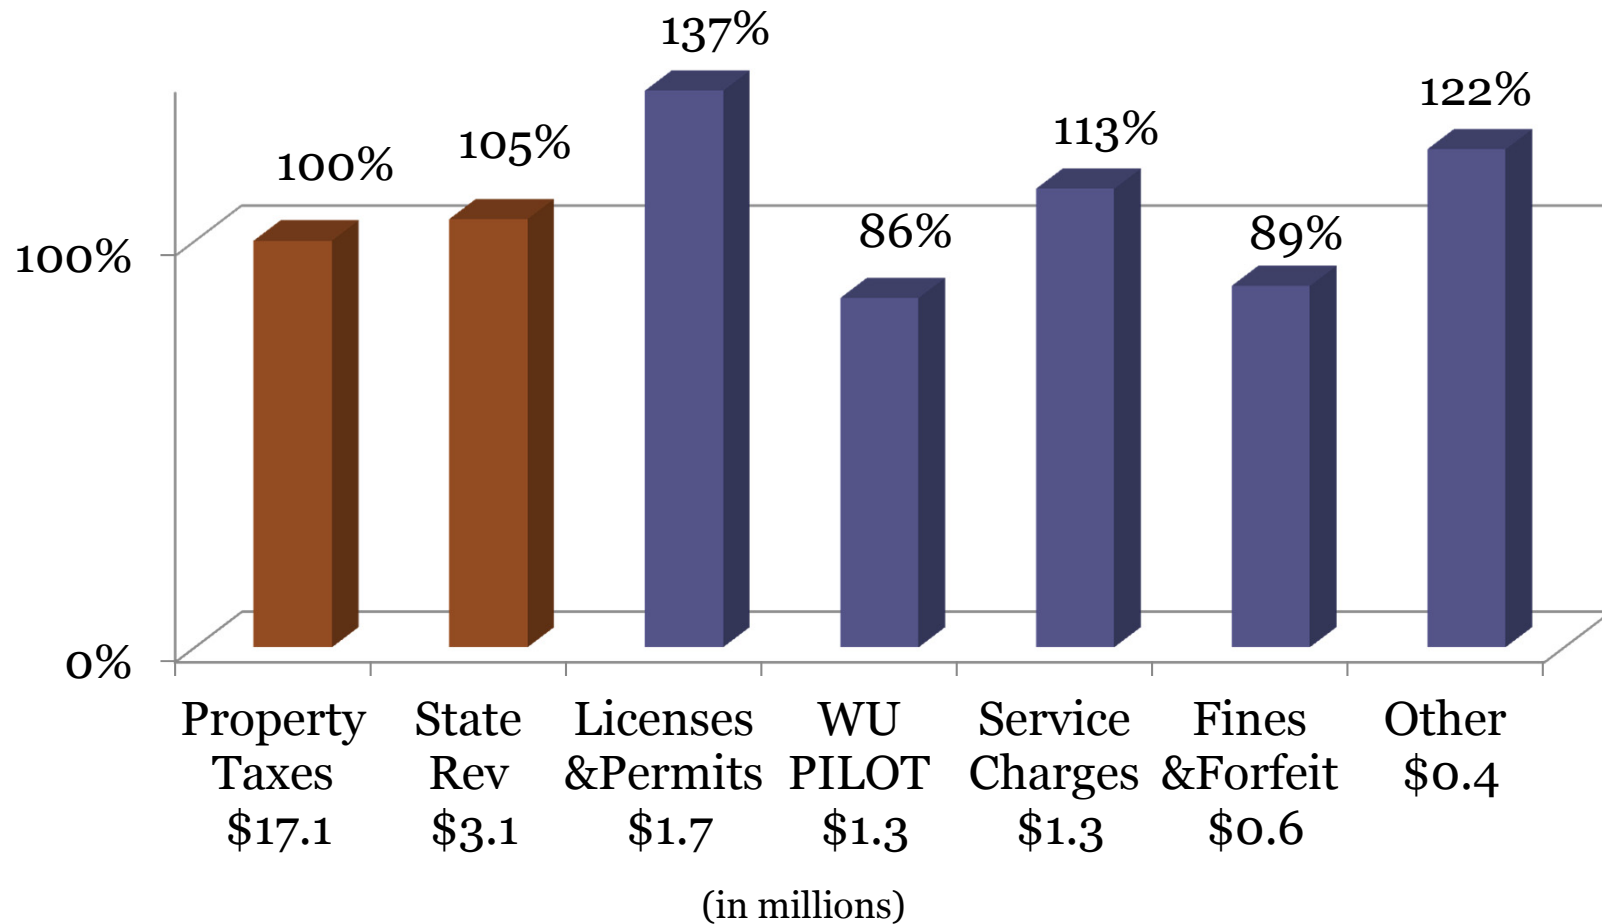 137%
122%
113%
105%
100%
86%
89%
100%
0%
Property
Taxes
$17.1
State
Rev
$3.1
Licenses
&Permits
$1.7
WU
PILOT
$1.3
Service
Charges
$1.3
Fines
&Forfeit
$0.6
Other
$0.4
(in millions)